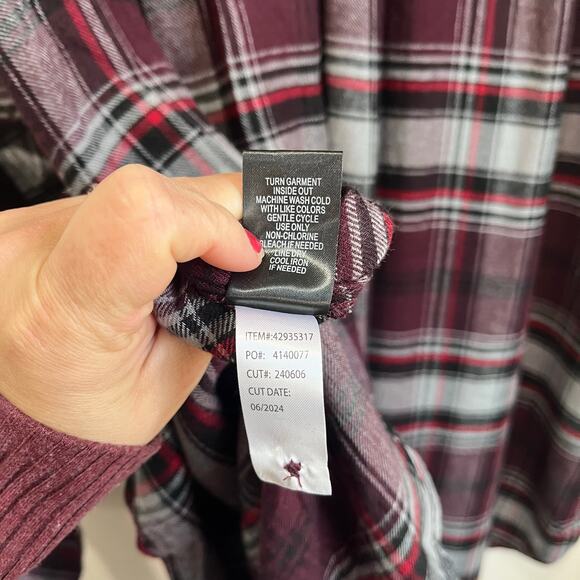 TURN GARMENT
INSIDE OUT
MACHINE WASH COLD
WITH LIKE COLORS
GENTLE CYCLE
USE ONLY
NON-CHLORINE
BLEACH IF NEEDED
LINE DRY
COOL IRON
IF NEEDED
ITEM#:42935317
PO#: 4140077
CUT#: 240606
CUT DATE:
06/2024